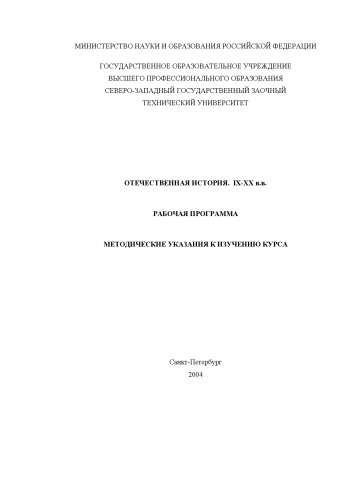 МИНИСТЕРСТВО НАУКИ И ОБРАЗОВАНИЯ РОССИЙСКОЙ ФЕДЕРАЦИИ
ГОСУДАРСТВЕННОЕ ОБРАЗОВАТЕЛЬНОЕ УЧРЕЖДЕНИЕ
ВЫСШЕГО ПРОФЕССИОНАЛЬНОГО ОБРАЗОВАНИЯ
СЕВЕРО-ЗАПАДНЫЙ ГОСУДАРСТВЕННЫЙ ЗАОЧНЫЙ
ТЕХНИЧЕСКИЙ УНИВЕРСИТЕТ
ОТЕЧЕСТВЕННАЯ ИСТОРИЯ. IX-XX в.в.
РАБОЧАЯ ПРОГРАММА
МЕТОДИЧЕСКИЕ УКАЗАНИЯ К ИЗУЧЕНИЮ КУРСА
Санкт-Петербург
2004